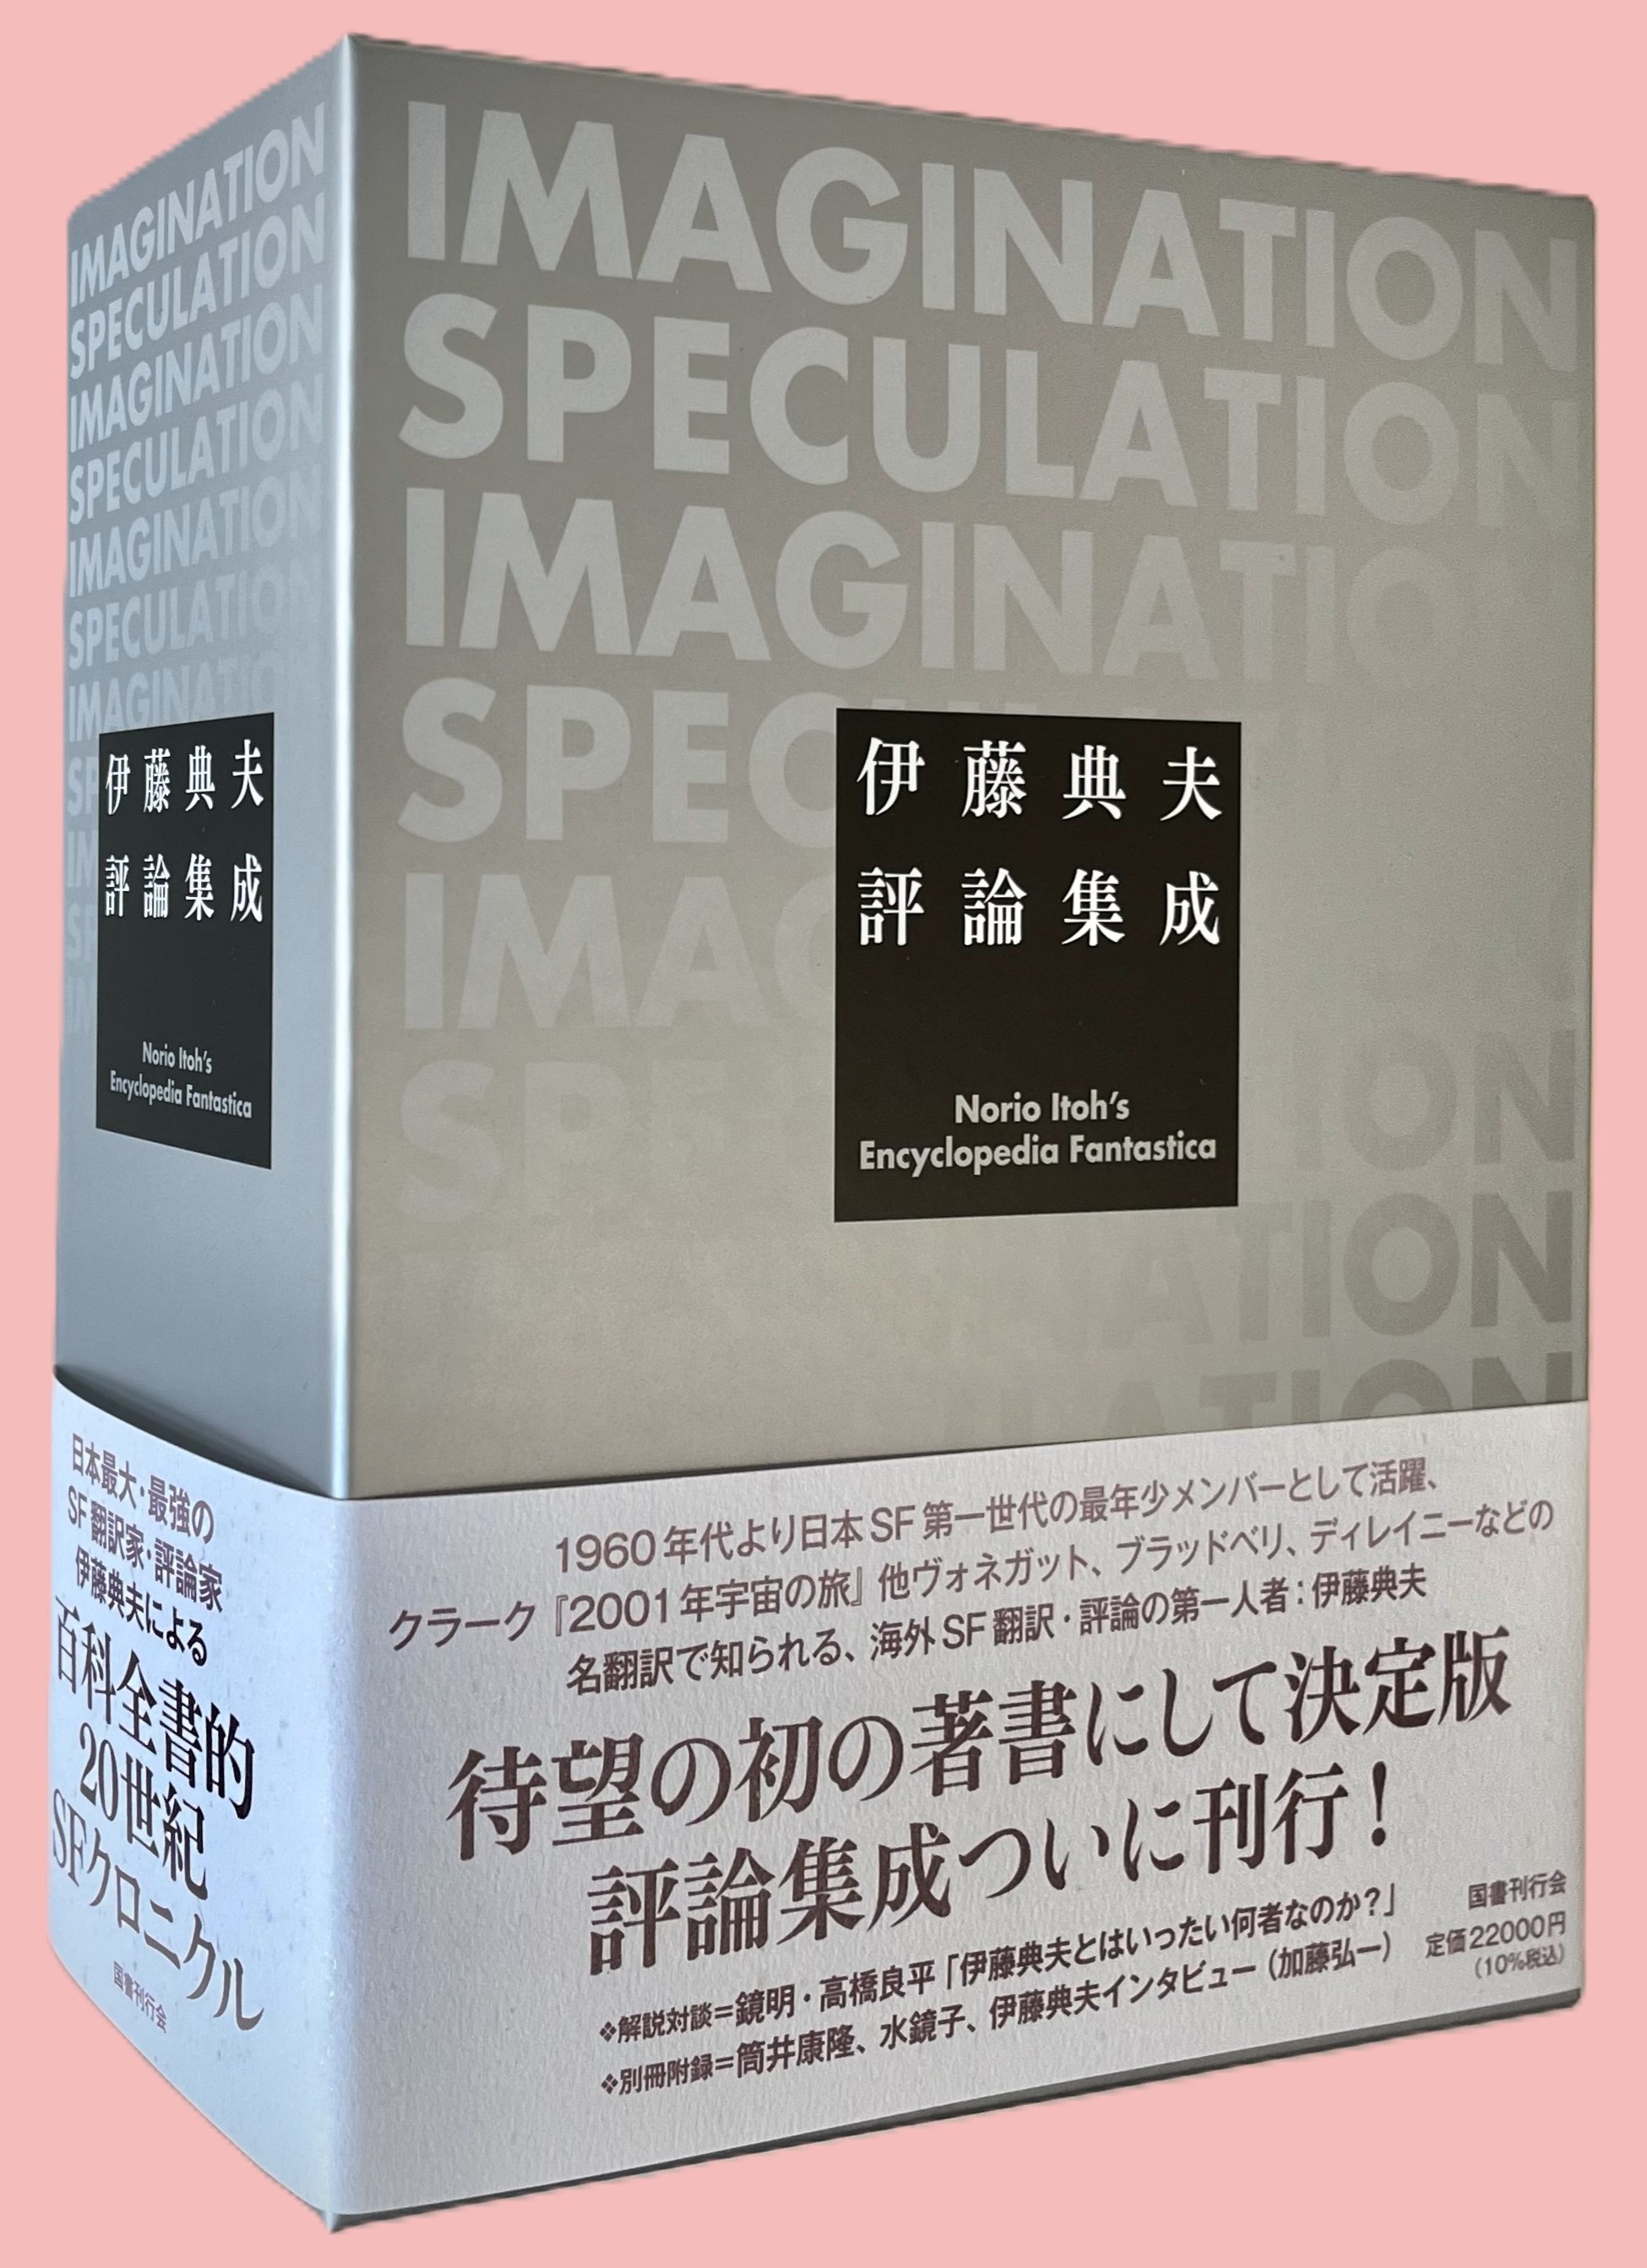 IMAGINATION
SPECULATION
IMAGINATION
SPECULATION
IMAGINATION
SPECULATION
IMAGINATION
SP
IM
SP
IM
伊藤典夫
評論集成
Norio Itoh's
Encyclopedia Fantastica
日本最大・最強の
SF翻訳家・評論家
伊藤典夫による
百科全書的
20世紀
SFクロニクル
国書刊行会
IMAGINATION
SPECULATION
IMAGINATIO
SPECUL
IMAG
SPE
ION
ATION
LATION
伊藤典夫
評論集成
Norio Itoh's
Encyclopedia Fantastica
1960年代より日本SF第一世代の最年少メンバーとして活躍、
クラーク『2001年宇宙の旅』他ヴォネガット、ブラッドベリ、ディレイニーなどの
名翻訳で知られる、海外SF翻訳・評論の第一人者：伊藤典夫
待望の初の著書にして決定版
評論集成ついに刊行！
❖解説対談＝鏡明・高橋良平「伊藤典夫とはいったい何者なのか？」
❖別冊附録＝筒井康隆、水鏡子、伊藤典夫インタビュー（加藤弘一）
国書刊行会
定価22000円
（10%税込）